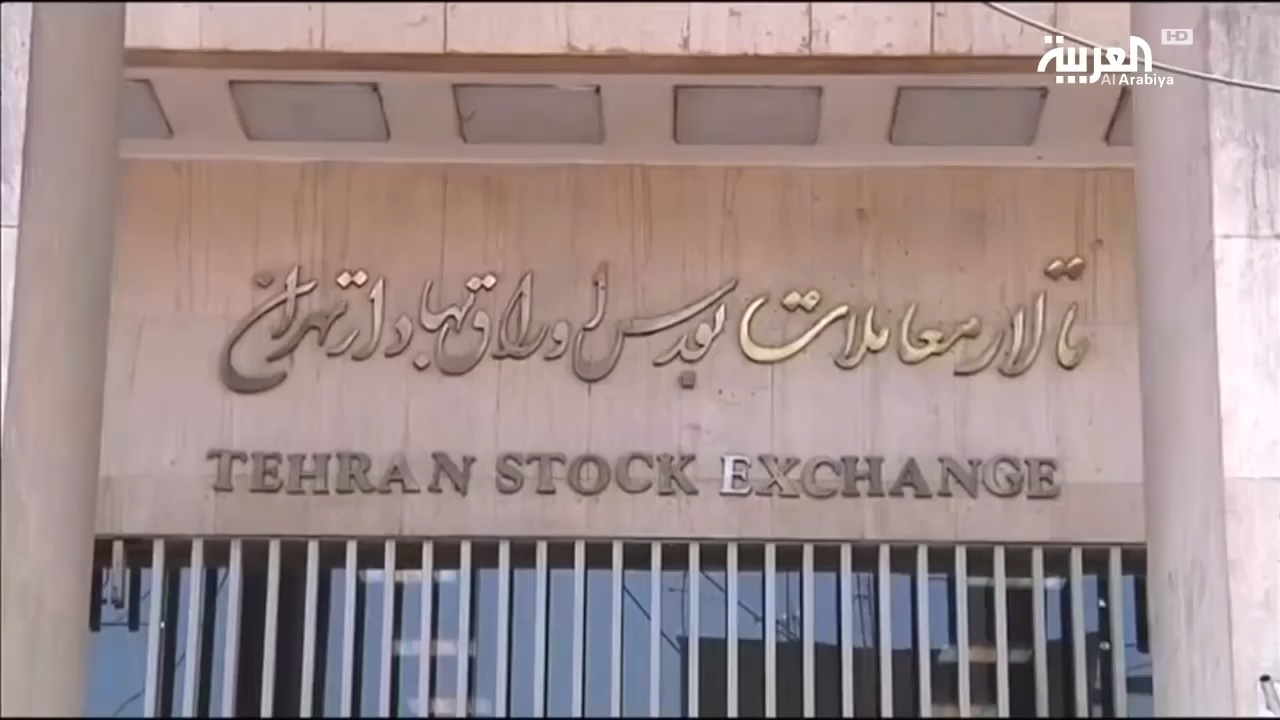 العربية
HD
Al Arabiya
تالار معاملات بورس اوراق بهادار تهران
TEHRAN STOCK EXCHANGE